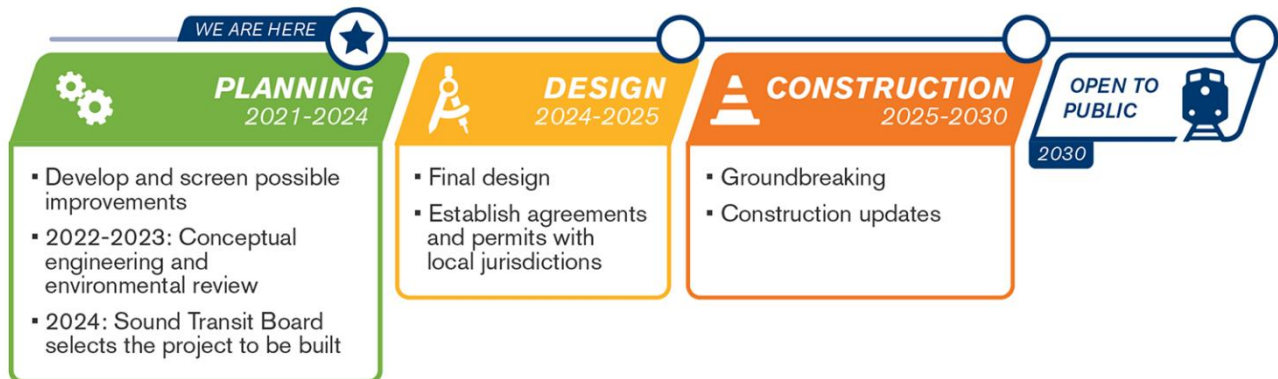 WE ARE HERE
PLANNING
2021-2024
▪ Develop and screen possible
improvements
▪ 2022-2023: Conceptual
engineering and
environmental review
▪ 2024: Sound Transit Board
selects the project to be built
DESIGN
2024-2025
▪ Final design
▪ Establish agreements
and permits with
local jurisdictions
CONSTRUCTION
2025-2030
▪ Groundbreaking
▪ Construction updates
OPEN TO
PUBLIC
2030